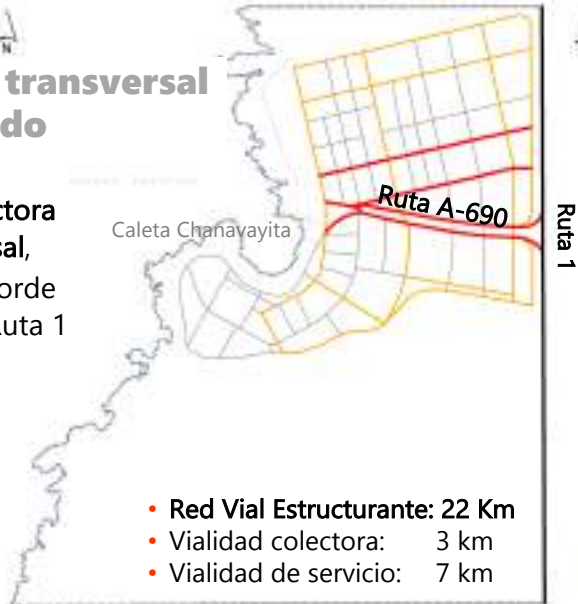 N
transversal
do
ctora
sal,
orde
uta 1
Caleta Chanavayita
Ruta A-690
Ruta 1
• Red Vial Estructurante: 22 Km
• Vialidad colectora: 3 km
• Vialidad de servicio: 7 km